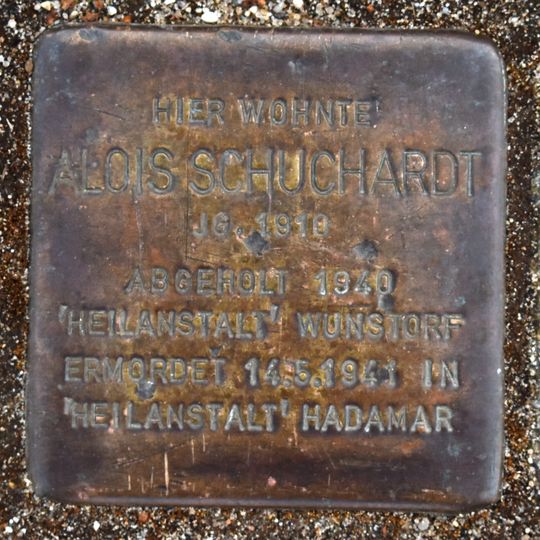 HIER WOHNTE
ALOIS SCHUCHARDT
JG. 1910
ABGEHOLT 1940
'HEILANSTALT' WUNSTORF
ERMORDET 14.5.1941 IN
'HEILANSTALT' HADAMAR